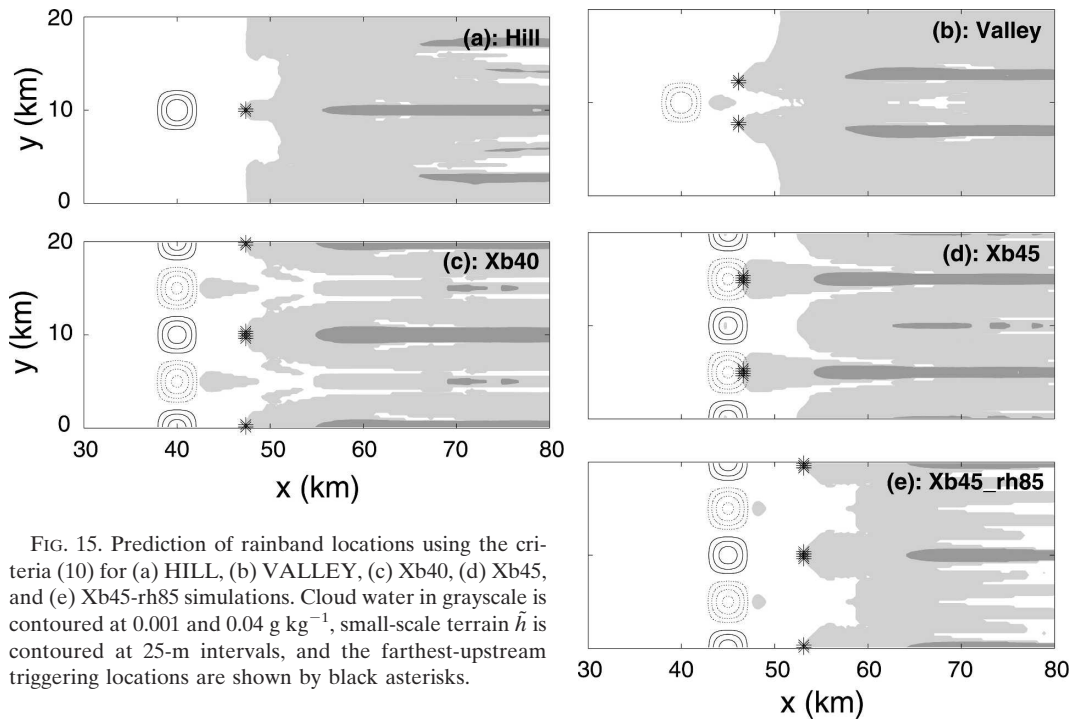 20
(a): Hill
y (km)
10
0
(b): Valley
20
(c): Xb40
y (km)
10
0
30 40 50 60 70 80
x (km)
(d): Xb45
(e): Xb45_rh85
30 40 50 60 70 80
x (km)
FIG. 15. Prediction of rainband locations using the cri-
teria (10) for (a) HILL, (b) VALLEY, (c) Xb40, (d) Xb45,
and (e) Xb45-rh85 simulations. Cloud water in grayscale is
contoured at 0.001 and 0.04 g kg⁻¹, small-scale terrain h̃ is
contoured at 25-m intervals, and the farthest-upstream
triggering locations are shown by black asterisks.